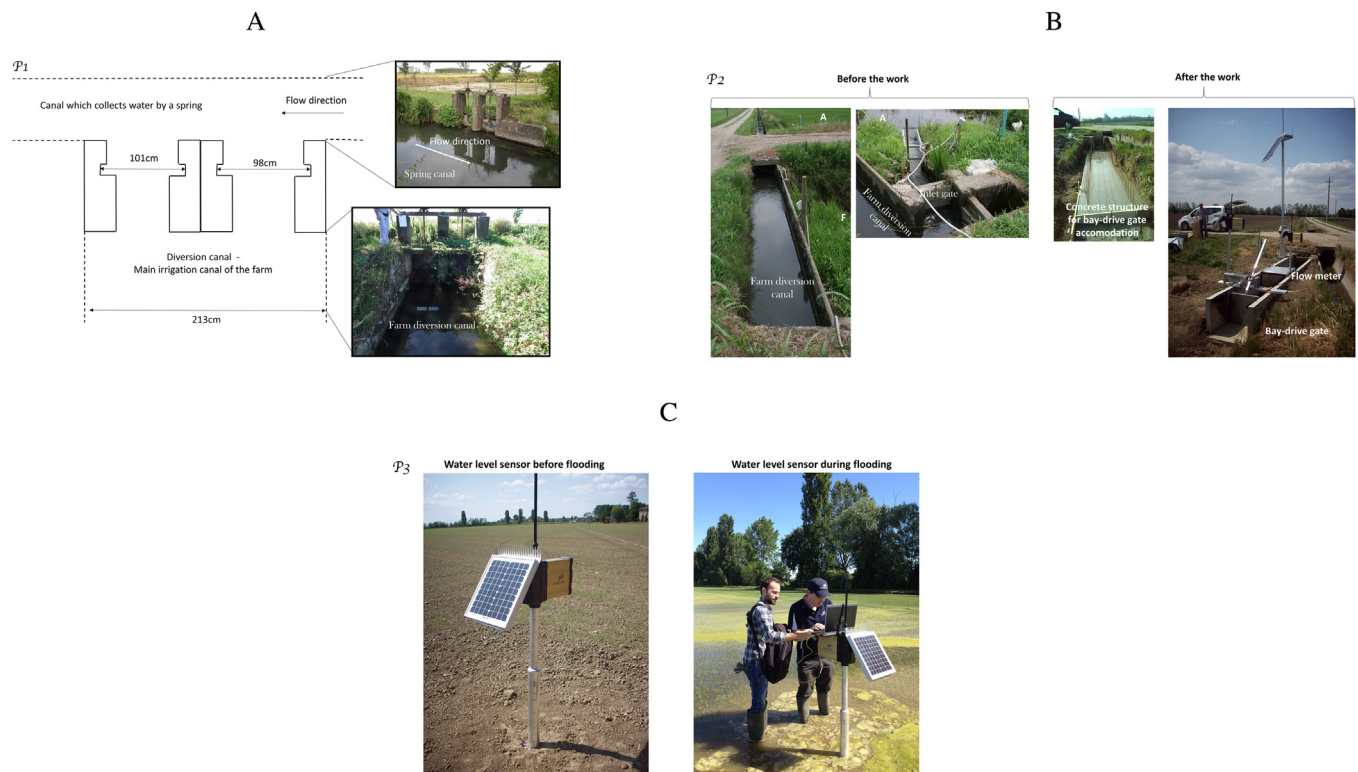 A
P1
Canal which collects water by a spring
Flow direction
101cm
98cm
Diversion canal -
Main irrigation canal of the farm
213cm
Flow direction
Spring canal
Farm diversion canal
B
P2
Before the work
After the work
A
F
Farm diversion
canal
A
Inlet gate
Farm diversion
canal
Concrete structure
for bay-drive gate
accomodation
Flow meter
Bay-drive gate
C
P3
Water level sensor before flooding
Water level sensor during flooding